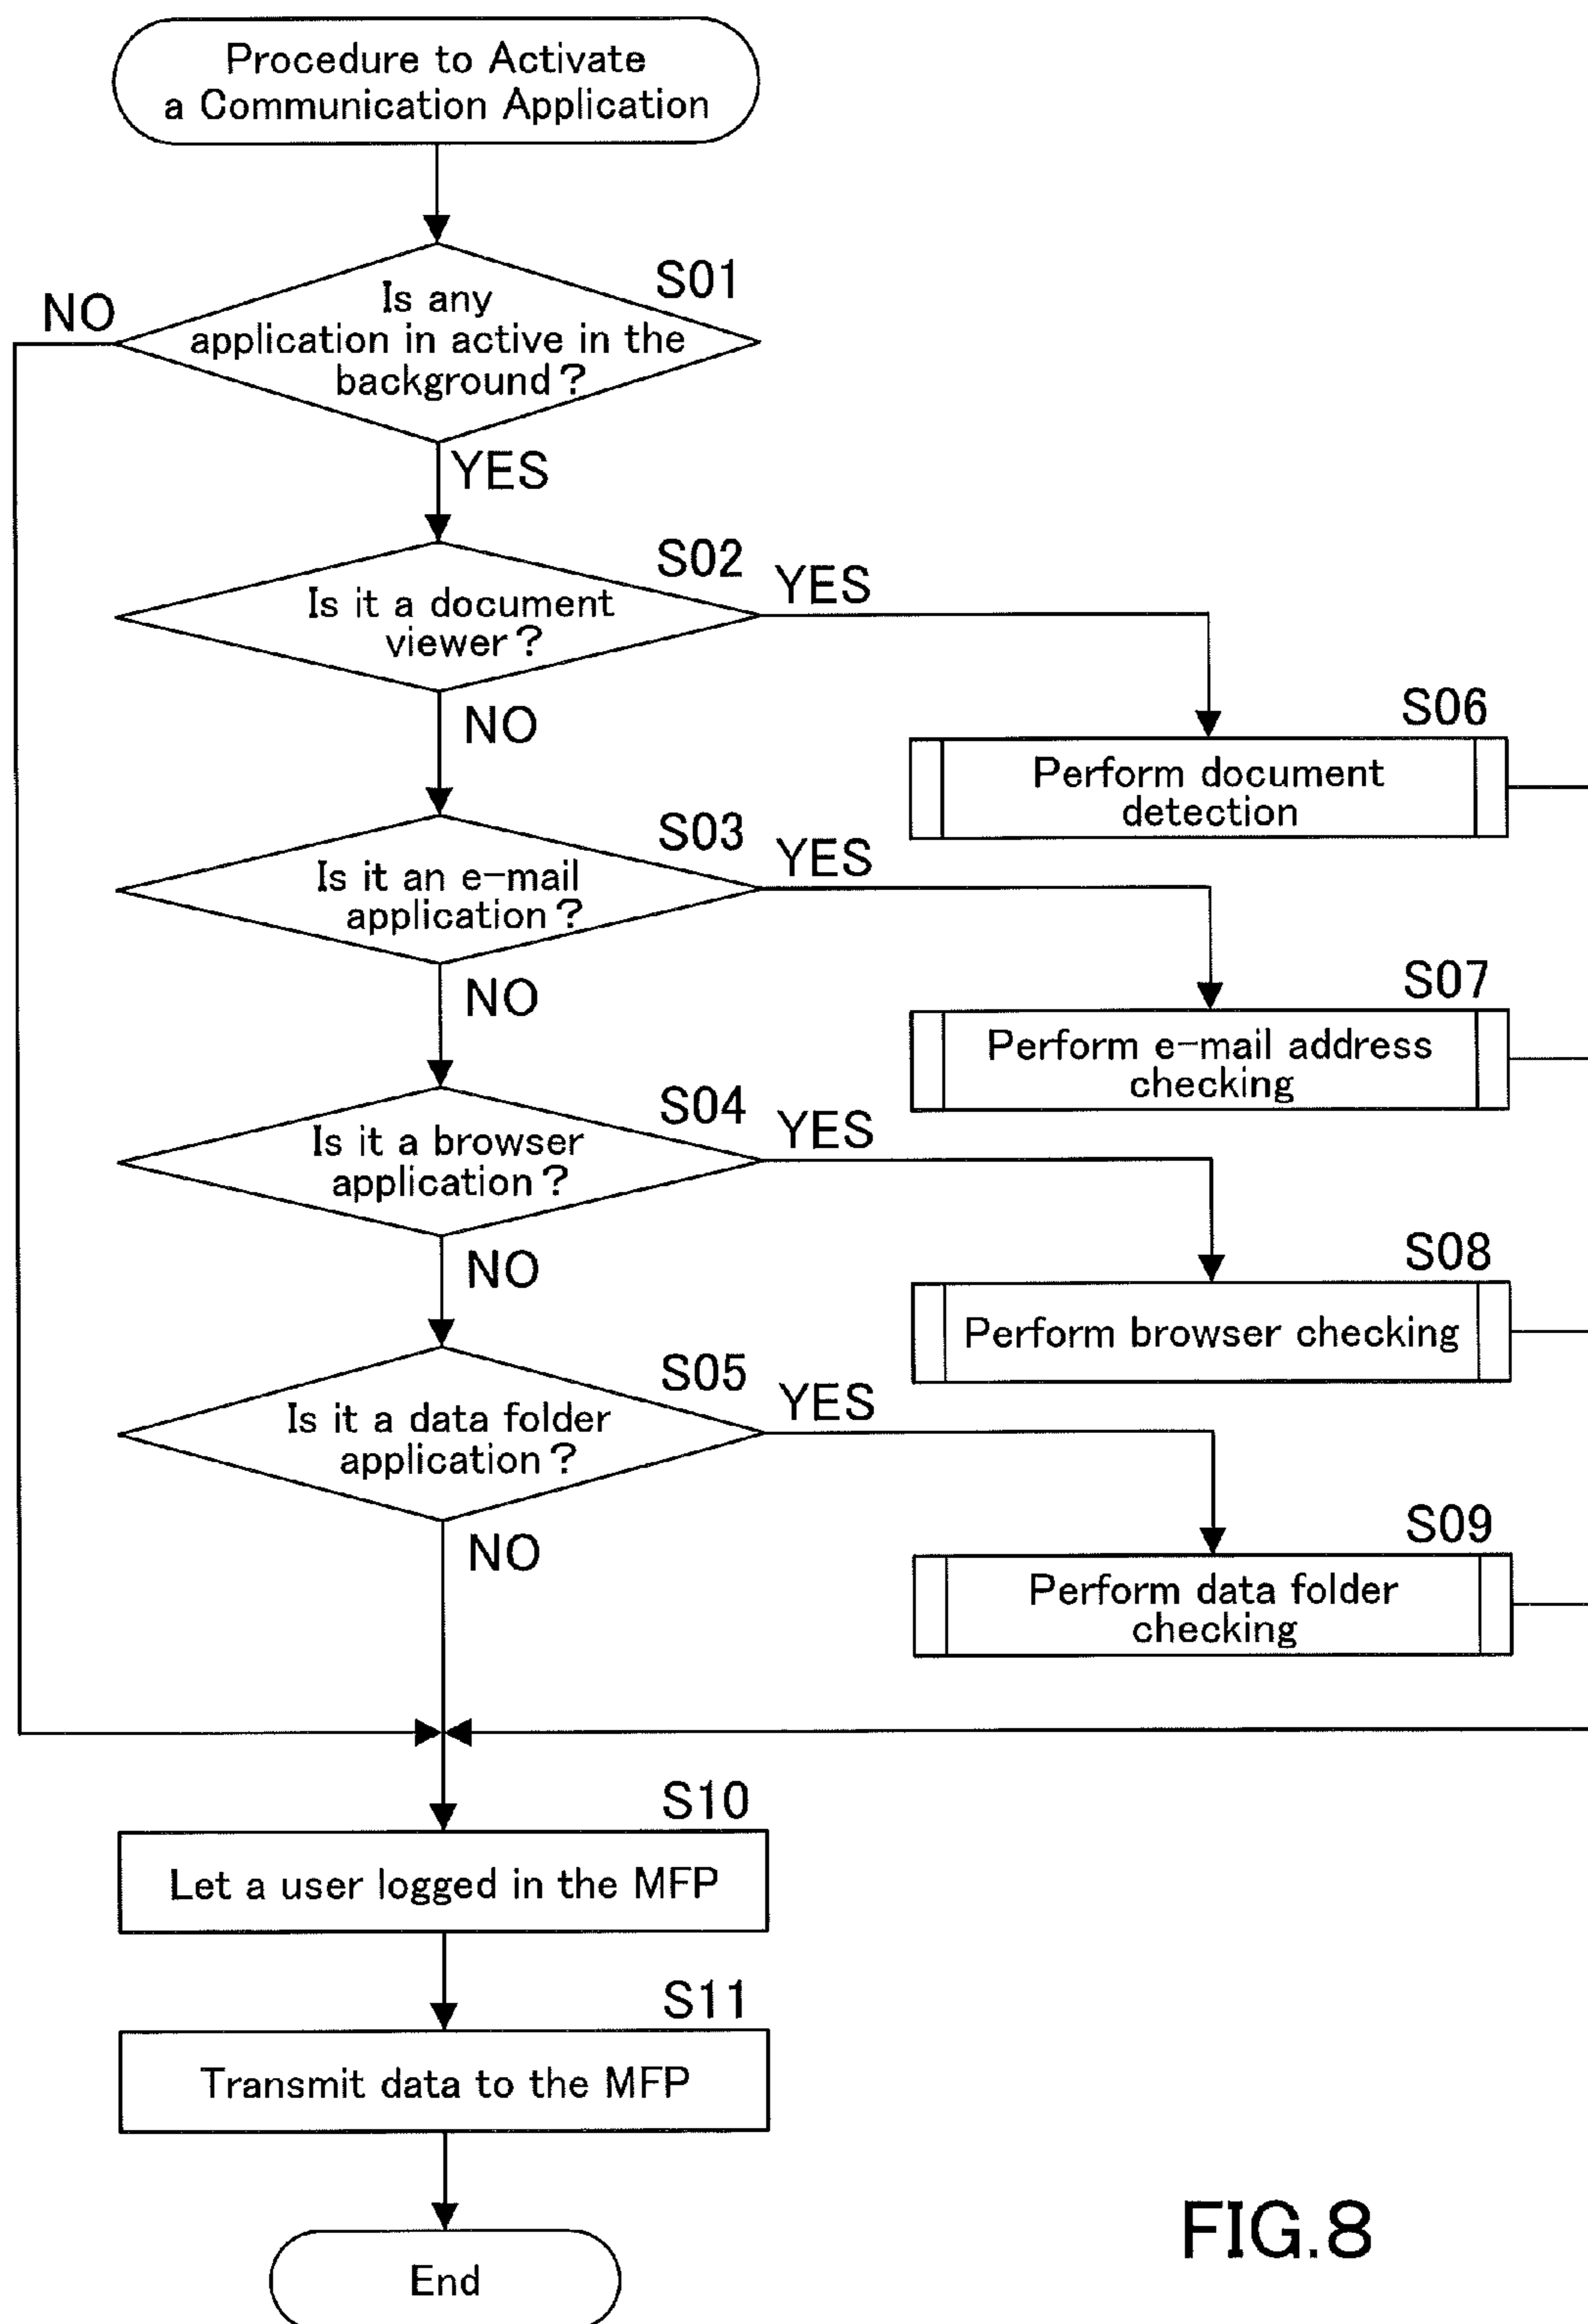 Procedure to Activate
a Communication Application
S01
NO
Is any
application in active in the
background?
YES
S02
YES
Is it a document
viewer?
NO
S06
Perform document
detection
S03
YES
Is it an e-mail
application?
NO
S07
Perform e-mail address
checking
S04
YES
Is it a browser
application?
NO
S08
Perform browser checking
S05
YES
Is it a data folder
application?
NO
S09
Perform data folder
checking
S10
Let a user logged in the MFP
S11
Transmit data to the MFP
End
FIG.8